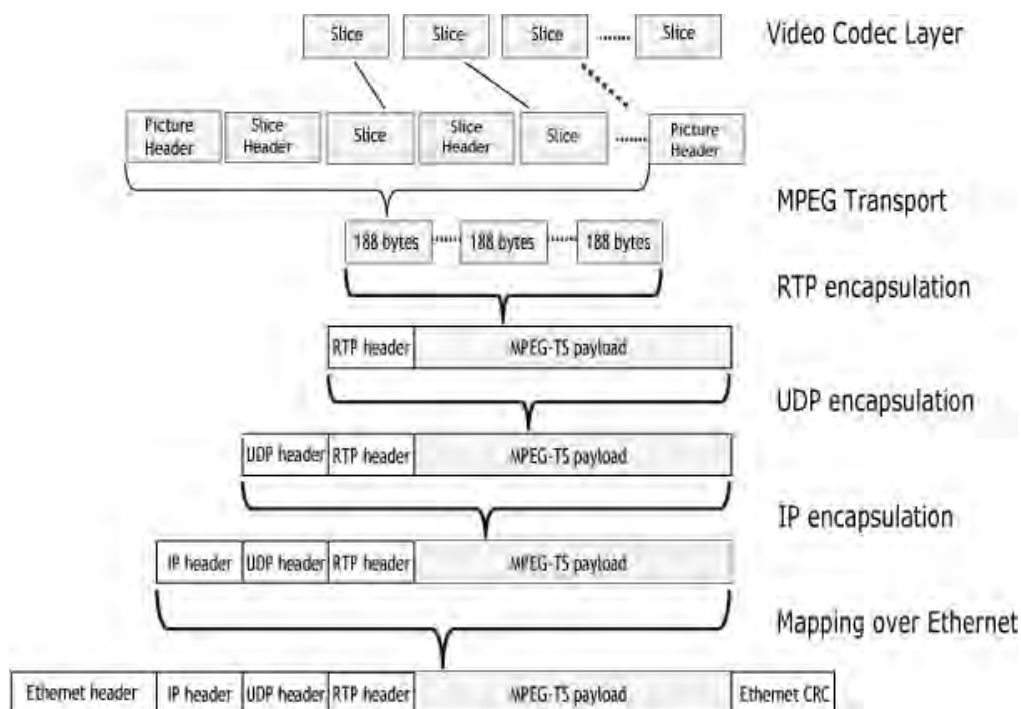 Slice Slice Slice Slice Video Codec Layer
Picture Header Slice Header Slice Slice Header Slice Picture Header
MPEG Transport
188 bytes 188 bytes 188 bytes
RTP encapsulation
RTP header MPEG-TS payload
UDP encapsulation
UDP header RTP header MPEG-TS payload
IP encapsulation
IP header UDP header RTP header MPEG-TS payload
Mapping over Ethernet
Ethernet header IP header UDP header RTP header MPEG-TS payload Ethernet CRC